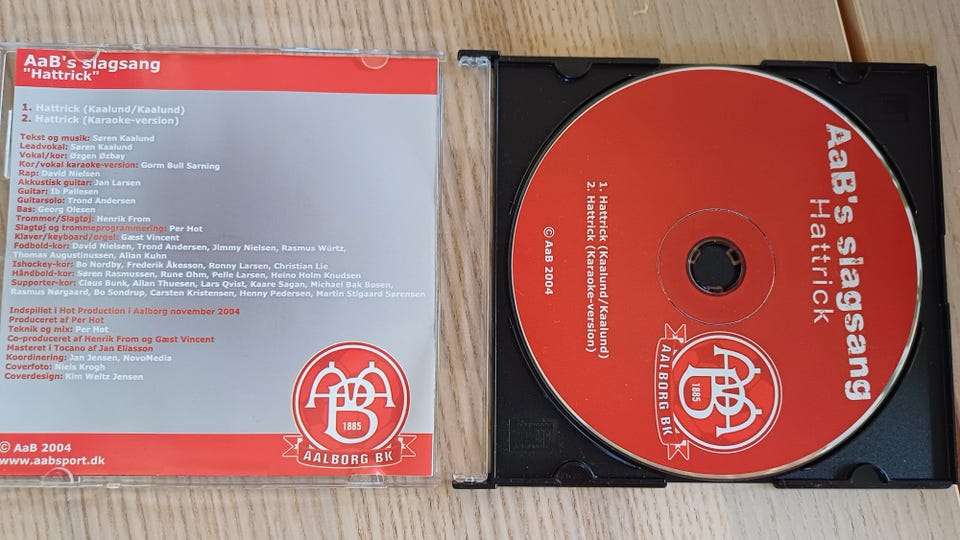 AaB's slagsang
"Hattrick"
1. Hattrick (Kaalund/Kaalund)
2. Hattrick (Karaoke-version)
Tekst og musik: Søren Kaalund
Leadvokal: Søren Kaalund
Vokal/kor: Øzgen Øzbay
Kor/vokal karaoke-version: Gorm Bull Sarning
Rap: David Nielsen
Akkustisk guitar: Jan Larsen
Guitar: Ib Pallesen
Guitarsolo: Trond Andersen
Bas: Georg Olesen
Trommer/Slagtøj: Henrik From
Slagtøj og trommeprogrammering: Per Hot
Klaver/keyboard/orgel: Gæst Vincent
Fodbold-kor: David Nielsen, Trond Andersen, Jimmy Nielsen, Rasmus Würtz,
Thomas Augustinussen, Allan Kuhn
Ishockey-kor: Bo Nordby, Frederik Åkesson, Ronny Larsen, Christian Lie
Håndbold-kor: Søren Rasmussen, Rune Ohm, Pelle Larsen, Heino Holm Knudsen
Supporter-kor: Claus Bunk, Allan Thuesen, Lars Qvist, Kaare Sagan, Michael Bak Bosen,
Rasmus Nørgaard, Bo Sondrup, Carsten Kristensen, Henny Pedersen, Martin Stigaard Sørensen
Indspillet i Hot Production i Aalborg november 2004
Produceret af Per Hot
Teknik og mix: Per Hot
Co-produceret af Henrik From og Gæst Vincent
Masteret i Tocano af Jan Eliasson
Koordinering: Jan Jensen, NovoMedia
Coverfoto: Niels Krogh
Coverdesign: Kim Weltz Jensen
© AaB 2004
www.aabsport.dk
AAB
1885
AALBORG BK
AaB's slagsang
Hattrick
1. Hattrick (Kaalund/Kaalund)
2. Hattrick (Karaoke-version)
© AaB 2004
AAB
1885
AALBORG BK